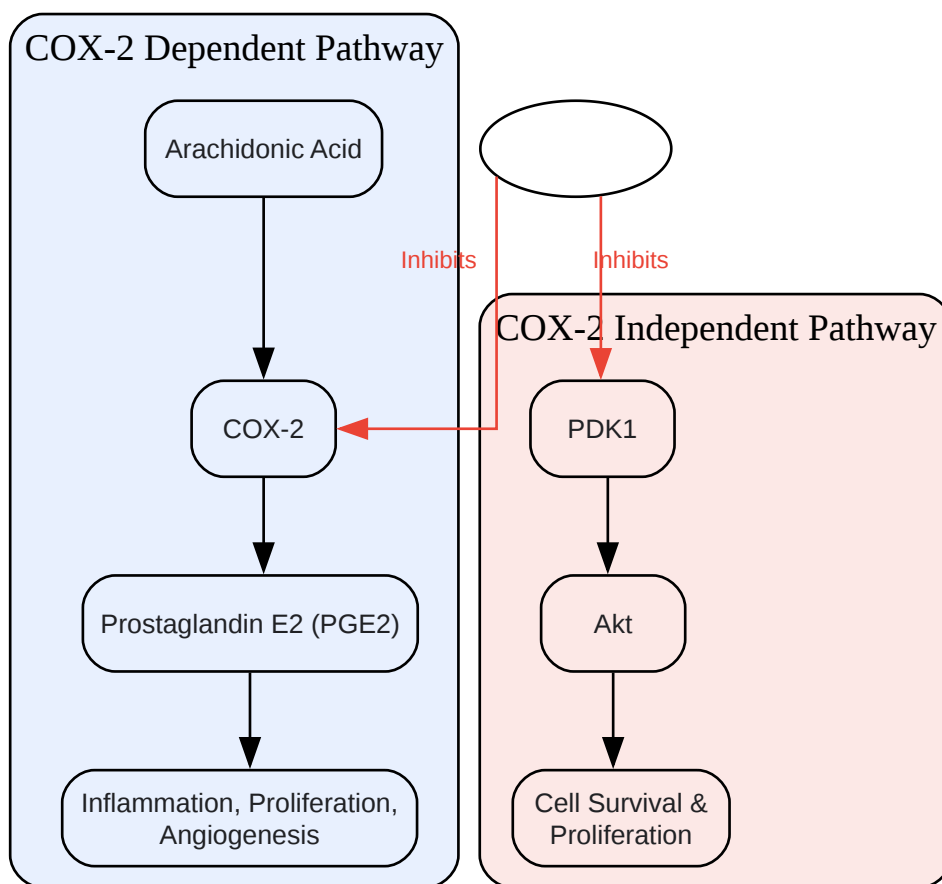 COX-2 Dependent Pathway
Arachidonic Acid
Inhibits
Inhibits
COX-2 Independent Pathway
COX-2
PDK1
Prostaglandin E2 (PGE2)
Akt
Inflammation, Proliferation,
Angiogenesis
Cell Survival &
Proliferation